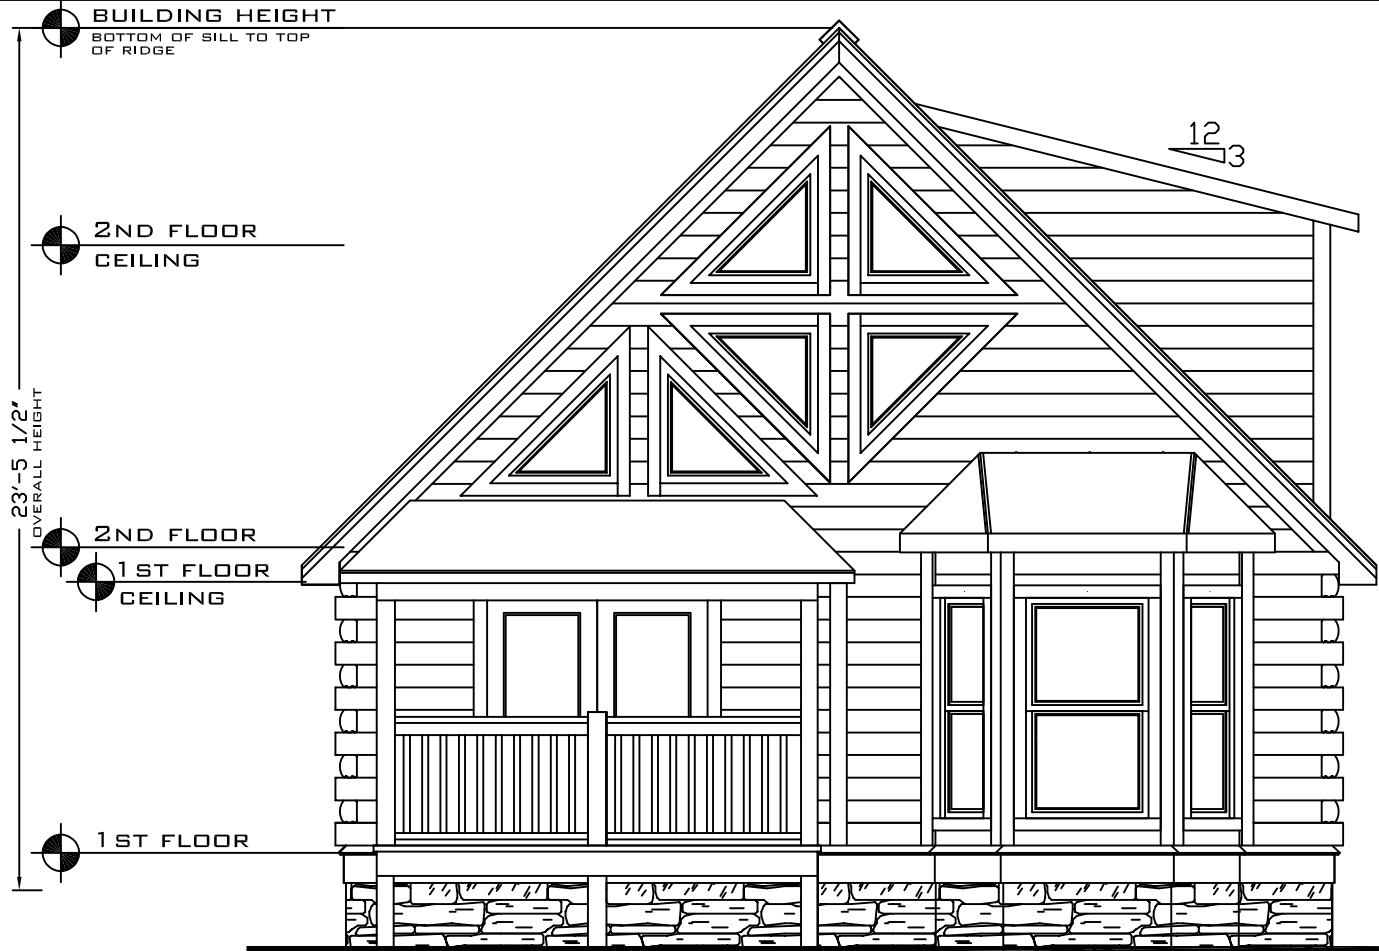 BUILDING HEIGHT
BOTTOM OF SILL TO TOP
OF RIDGE
12
3
2ND FLOOR
CEILING
23'-5 1/2"
OVERALL HEIGHT
2ND FLOOR
1ST FLOOR
CEILING
1ST FLOOR